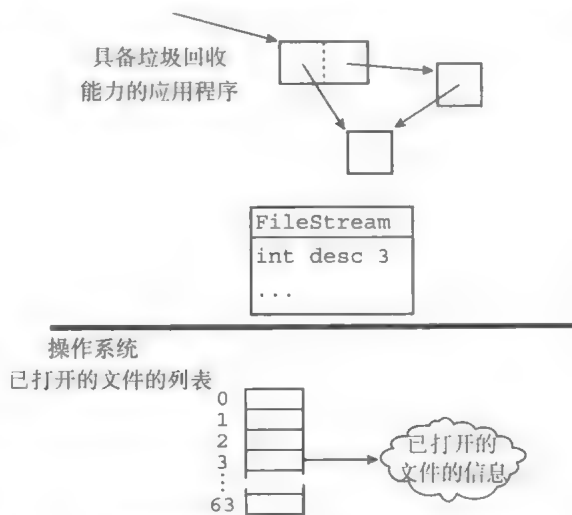 具备垃圾回收
能力的应用程序
FileStream
int desc 3
...
操作系统
已打开的文件的列表
0
1
2
3
⋮
63
已打开的
文件的信息